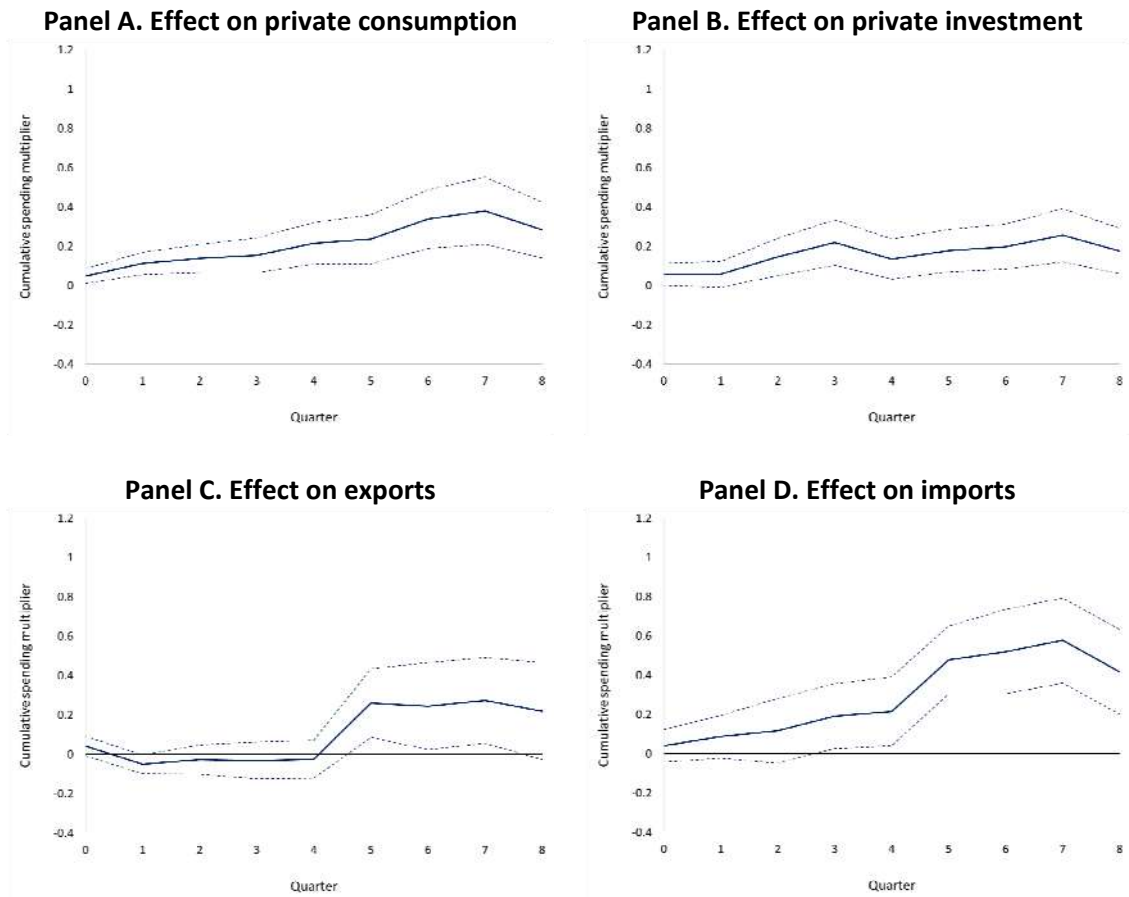 Panel A. Effect on private consumption
1.2
1
0.8
0.6
0.4
0.2
0
-0.2
-0.4
Cumulative spending multiplier
0 1 2 3 4 5 6 7 8
Quarter
Panel B. Effect on private investment
1.2
1
0.8
0.6
0.4
0.2
0
-0.2
-0.4
Cumulative spending multiplier
0 1 2 3 4 5 6 7 8
Quarter
Panel C. Effect on exports
1.2
1
0.8
0.6
0.4
0.2
0
-0.2
-0.4
Cumulative spending multiplier
0 1 2 3 4 5 6 7 8
Quarter
Panel D. Effect on imports
1.2
1
0.8
0.6
0.4
0.2
0
-0.2
-0.4
Cumulative spending multiplier
0 1 2 3 4 5 6 7 8
Quarter